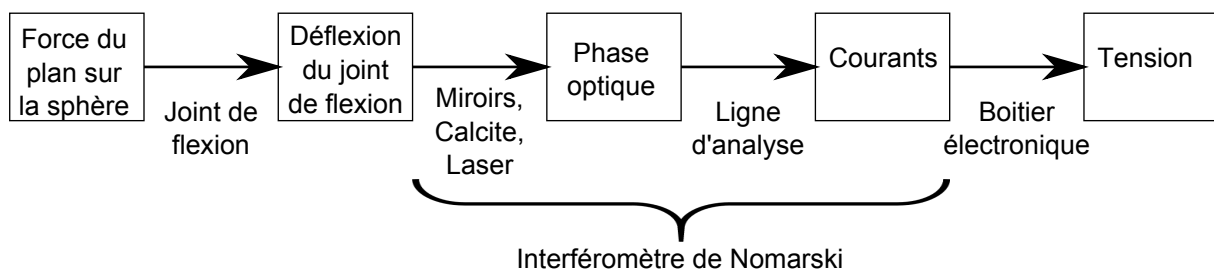 Force du
plan sur
la sphère
Joint de
flexion
Déflexion
du joint
de flexion
Miroirs,
Calcite,
Laser
Phase
optique
Ligne
d'analyse
Courants
Boitier
électronique
Tension
Interféromètre de Nomarski